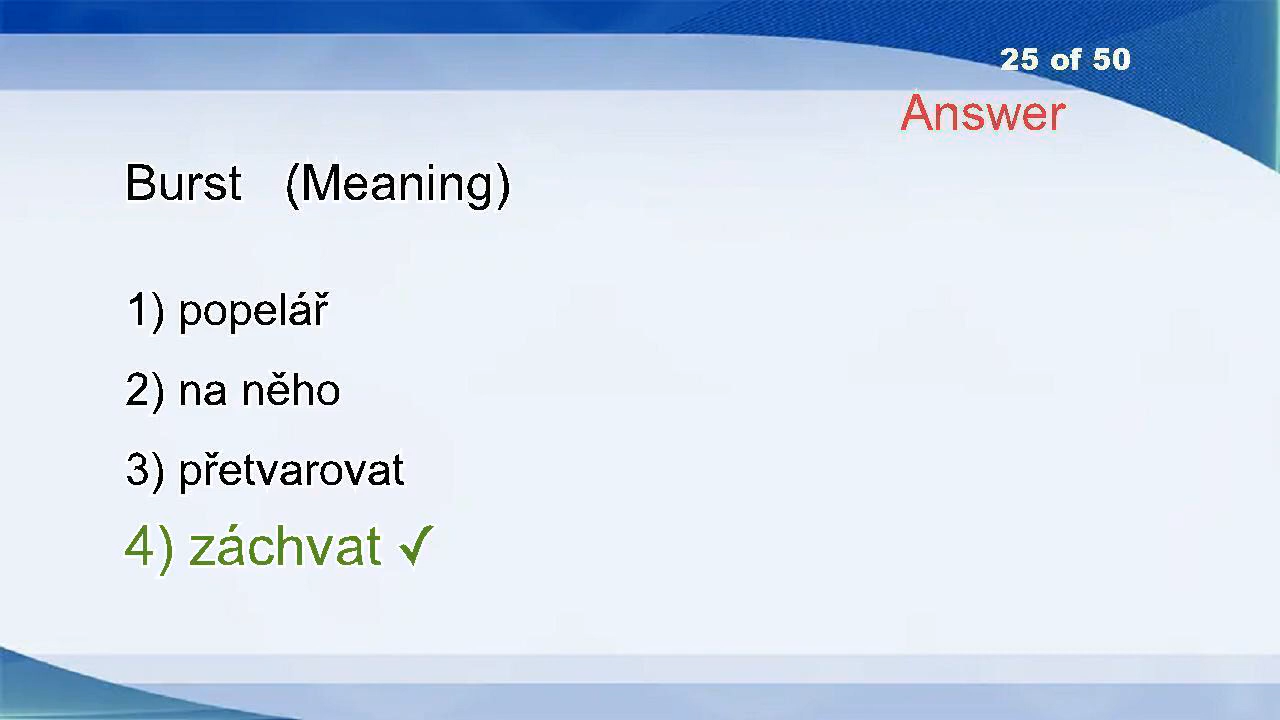 25 of 50
Answer
Burst (Meaning)
1) popelář
2) na něho
3) přetvarovat
4) záchvat ✓